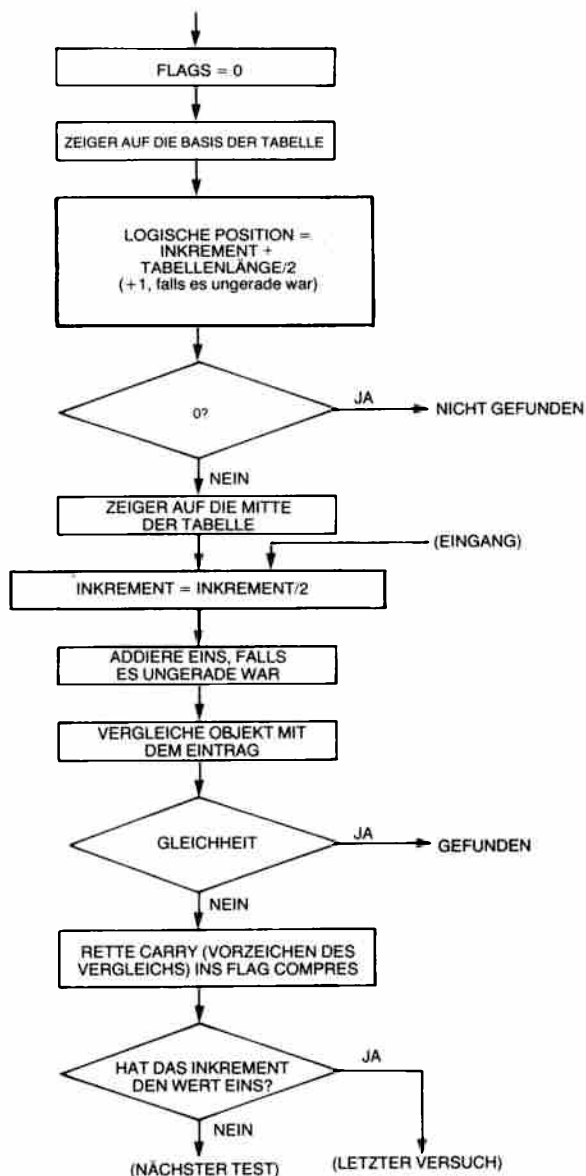 FLAGS = 0
ZEIGER AUF DIE BASIS DER TABELLE
LOGISCHE POSITION =
INKREMENT +
TABELLENLÄNGE/2
(+1, falls es ungerade war)
0?
JA
NICHT GEFUNDEN
NEIN
ZEIGER AUF DIE MITTE
DER TABELLE
(EINGANG)
INKREMENT = INKREMENT/2
ADDIERE EINS, FALLS
ES UNGERADE WAR
VERGLEICHE OBJEKT MIT
DEM EINTRAG
GLEICHHEIT
JA
GEFUNDEN
NEIN
RETTE CARRY (VORZEICHEN DES
VERGLEICHS) INS FLAG COMPRES
HAT DAS INKREMENT
DEN WERT EINS?
JA
NEIN
(NÄCHSTER TEST)
(LETZTER VERSUCH)